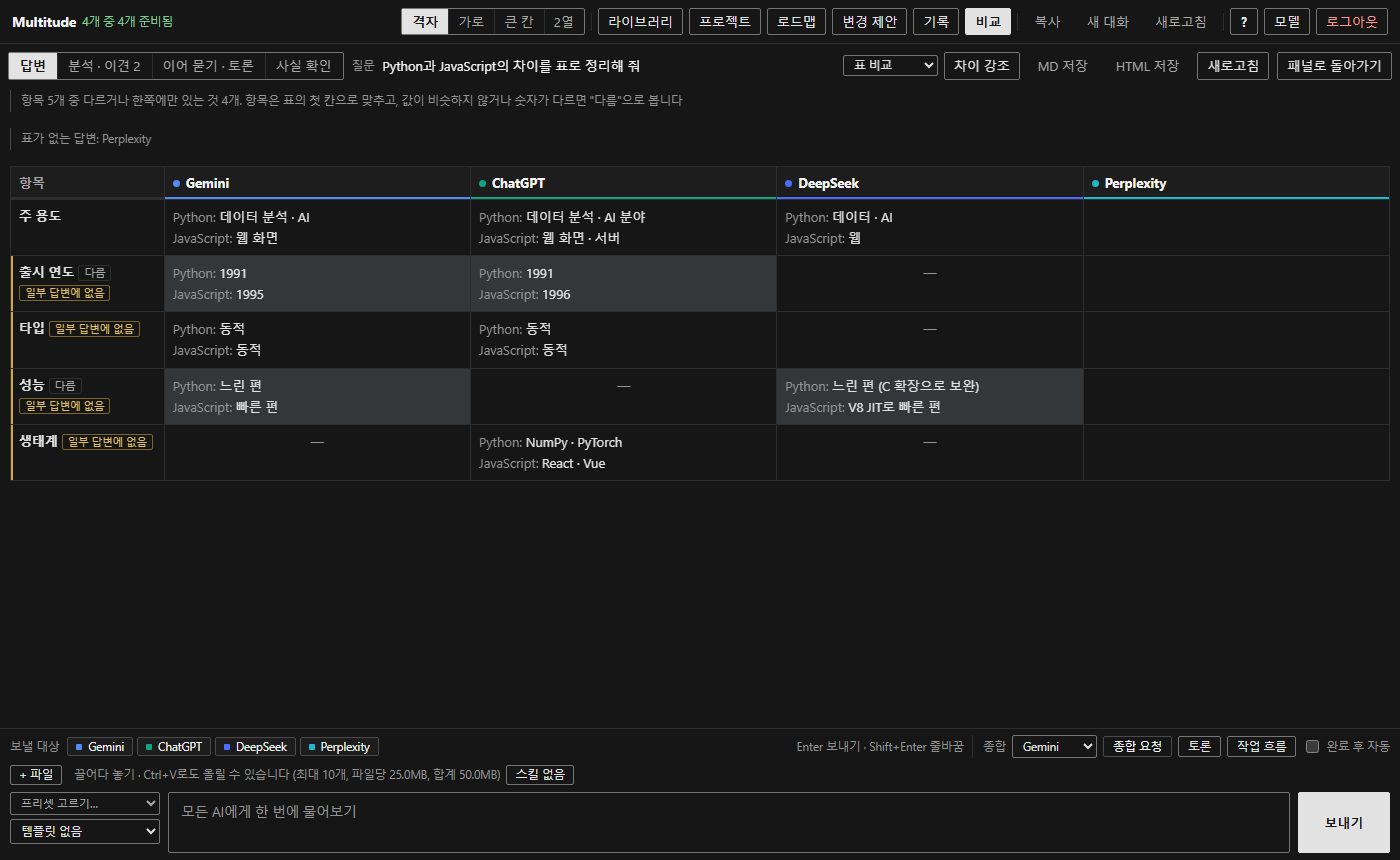 Multitude 4개 중 4개 준비됨 격자 가로 큰 칸 2열 라이브러리 프로젝트 로드맵 변경 제안 기록 비교 복사 새 대화 새로고침 ? 모델 로그아웃
답변 분석 · 이견 2 이어 묻기 · 토론 사실 확인 질문 Python과 JavaScript의 차이를 표로 정리해 줘 표 비교 차이 강조 MD 저장 HTML 저장 새로고침 패널로 돌아가기
항목 5개 중 다르거나 한쪽에만 있는 것 4개. 항목은 표의 첫 칸으로 맞추고, 값이 비슷하지 않거나 숫자가 다르면 "다름"으로 봅니다
표가 없는 답변: Perplexity
항목 Gemini ChatGPT DeepSeek Perplexity
주 용도
Python: 데이터 분석 · AI
JavaScript: 웹 화면
Python: 데이터 분석 · AI 분야
JavaScript: 웹 화면 · 서버
Python: 데이터 · AI
JavaScript: 웹
출시 연도 다름
일부 답변에 없음
Python: 1991
JavaScript: 1995
Python: 1991
JavaScript: 1996
—
타입 일부 답변에 없음
Python: 동적
JavaScript: 동적
Python: 동적
JavaScript: 동적
—
성능 다름
일부 답변에 없음
Python: 느린 편
JavaScript: 빠른 편
—
Python: 느린 편 (C 확장으로 보완)
JavaScript: V8 JIT로 빠른 편
생태계 일부 답변에 없음
—
Python: NumPy · PyTorch
JavaScript: React · Vue
—
보낼 대상 Gemini ChatGPT DeepSeek Perplexity Enter 보내기 · Shift+Enter 줄바꿈 종합 Gemini 종합 요청 토론 작업 흐름 완료 후 자동
+ 파일 끌어다 놓기 · Ctrl+V로도 올릴 수 있습니다 (최대 10개, 파일당 25.0MB, 합계 50.0MB) 스킬 없음
프리셋 고르기...
템플릿 없음
모든 AI에게 한 번에 물어보기
보내기